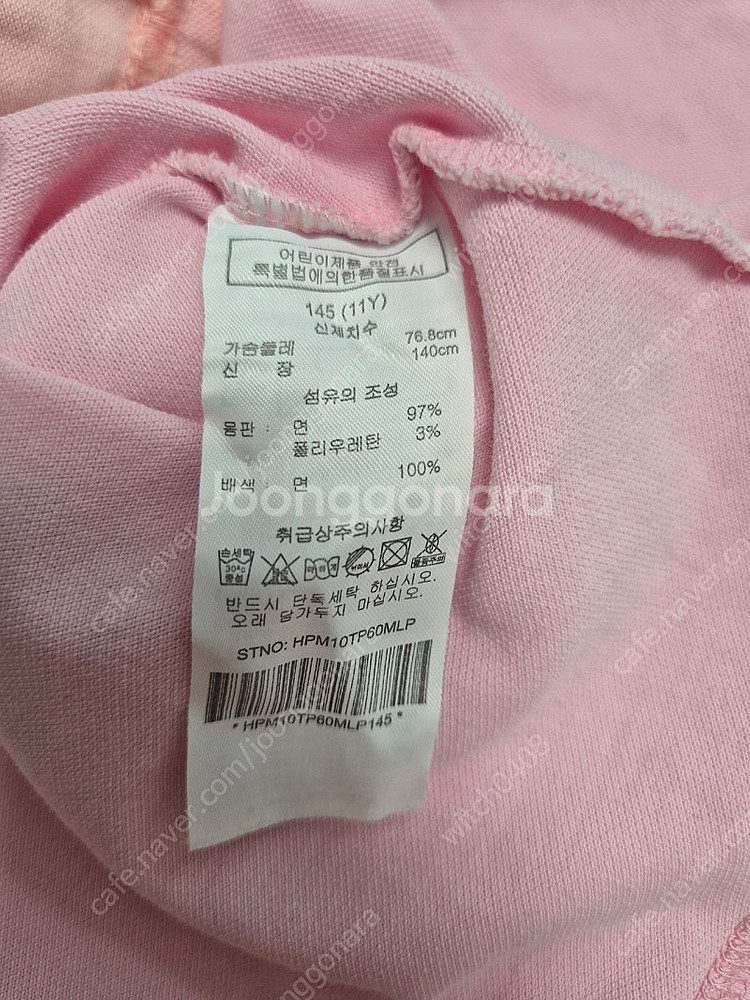 어린이제품 안전
특별법에의한품질표시
145 (11Y)
신체치수
가슴둘레 76.8cm
신 장 140cm
섬유의 조성
몸판 : 면 97%
폴리우레탄 3%
배색 : 면 100%
Joonggonara
취급상주의사항
손세탁
30°C
중성
반드시 단독세탁 하십시오.
오래 담가두지 마십시오.
STNO: HPM10TP60MLP
* HPM10TP60MLP145 *
cafe.naver.com/joonggonara
witch0408